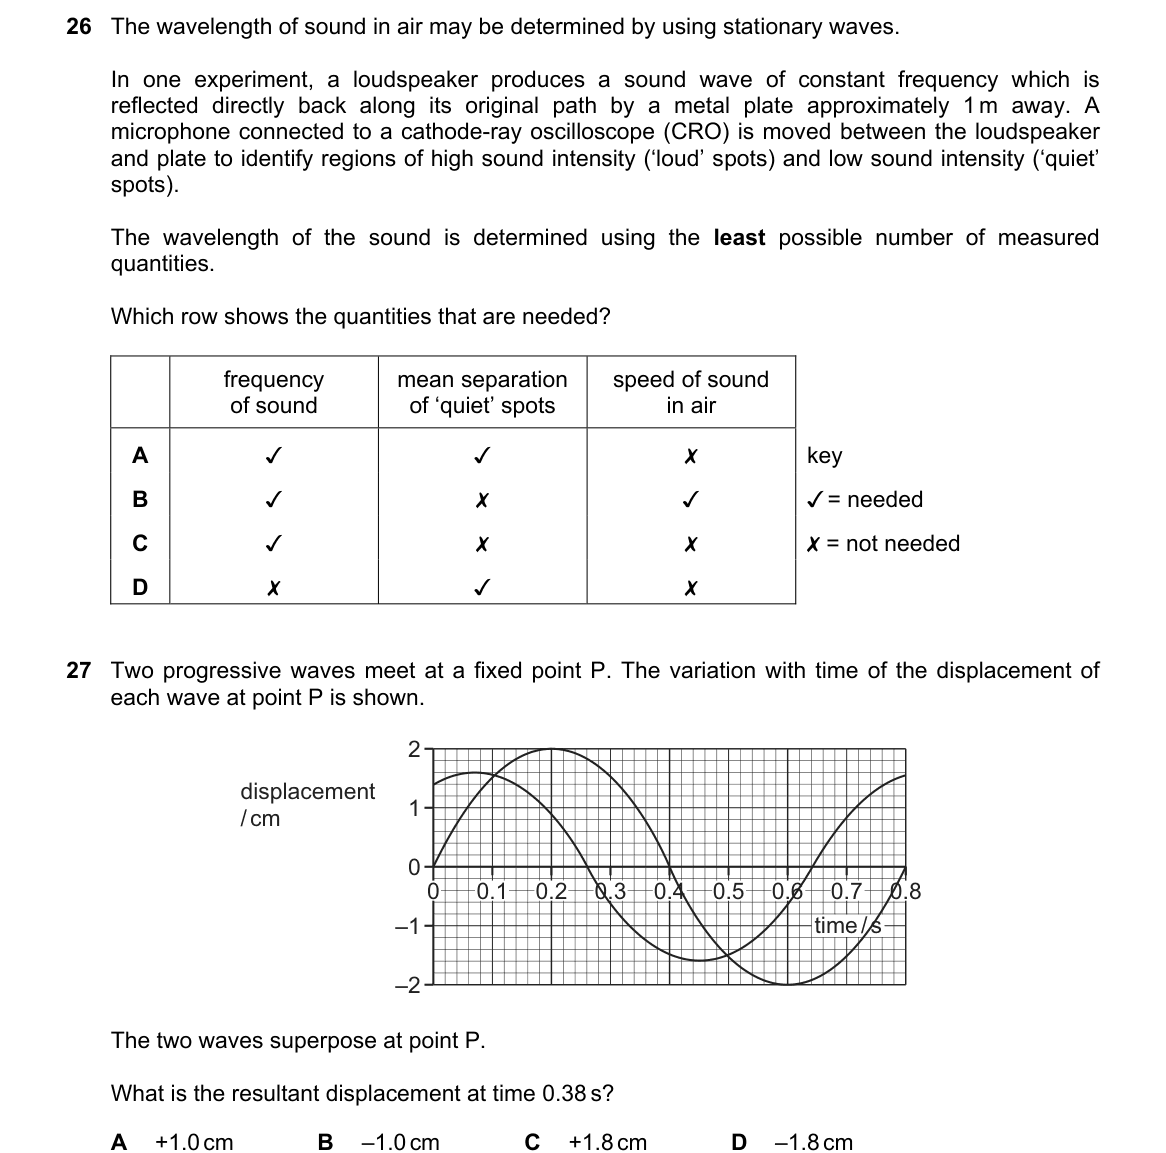 26 The wavelength of sound in air may be determined by using stationary waves.
In one experiment, a loudspeaker produces a sound wave of constant frequency which is
reflected directly back along its original path by a metal plate approximately 1 m away. A
microphone connected to a cathode-ray oscilloscope (CRO) is moved between the loudspeaker
and plate to identify regions of high sound intensity (‘loud’ spots) and low sound intensity (‘quiet’
spots).
The wavelength of the sound is determined using the least possible number of measured
quantities.
Which row shows the quantities that are needed?
frequency mean separation speed of sound
of sound of ‘quiet’ spots in air
A ✓ ✓ ✗ key
B ✓ ✗ ✓ ✓ = needed
C ✓ ✗ ✗ ✗ = not needed
D ✗ ✓ ✗
27 Two progressive waves meet at a fixed point P. The variation with time of the displacement of
each wave at point P is shown.
2
displacement
/ cm
1
0
0 0.1 0.2 0.3 0.4 0.5 0.6 0.7 0.8
–1 time / s
–2
The two waves superpose at point P.
What is the resultant displacement at time 0.38 s?
A +1.0 cm B –1.0 cm C +1.8 cm D –1.8 cm